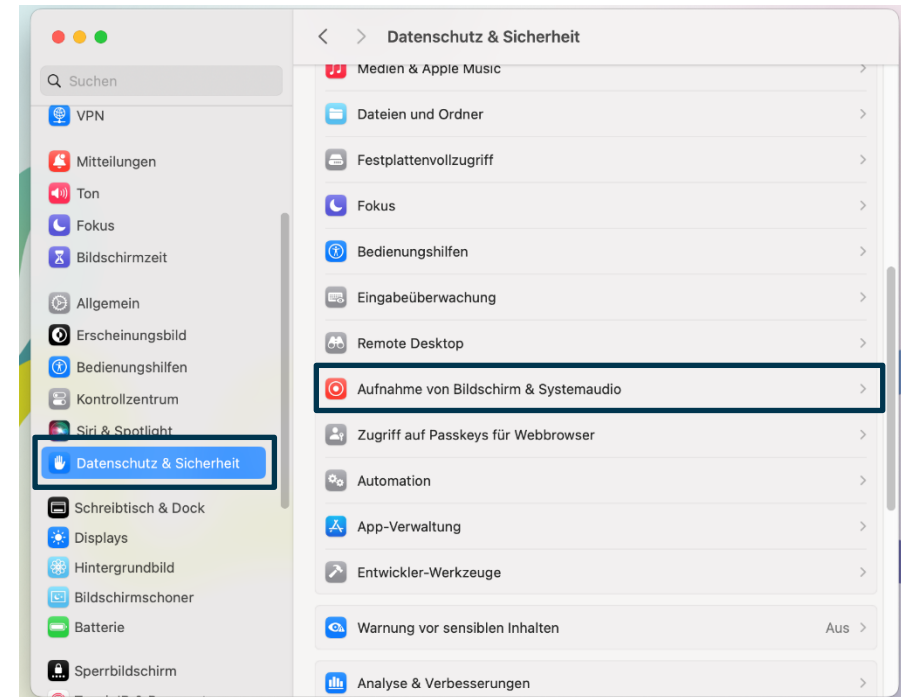 Datenschutz & Sicherheit
Suchen
VPN
Mitteilungen
Ton
Fokus
Bildschirmzeit
Allgemein
Erscheinungsbild
Bedienungshilfen
Kontrollzentrum
Siri & Spotlight
Datenschutz & Sicherheit
Schreibtisch & Dock
Displays
Hintergrundbild
Bildschirmschoner
Batterie
Sperrbildschirm
Medien & Apple Music
Dateien und Ordner
Festplattenvollzugriff
Fokus
Bedienungshilfen
Eingabeüberwachung
Remote Desktop
Aufnahme von Bildschirm & Systemaudio
Zugriff auf Passkeys für Webbrowser
Automation
App-Verwaltung
Entwickler-Werkzeuge
Warnung vor sensiblen Inhalten Aus
Analyse & Verbesserungen